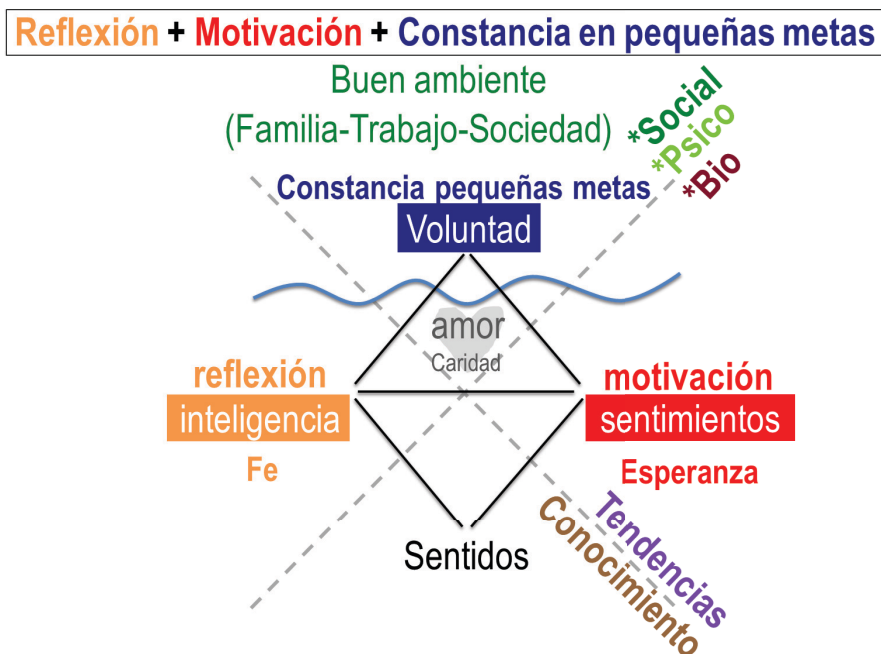 Reflexión + Motivación + Constancia en pequeñas metas
Buen ambiente
(Familia-Trabajo-Sociedad)
*Social
*Psico
*Bio
Constancia pequeñas metas
Voluntad
amor
Caridad
reflexión
inteligencia
Fe
motivación
sentimientos
Esperanza
Sentidos
Tendencias
Conocimiento